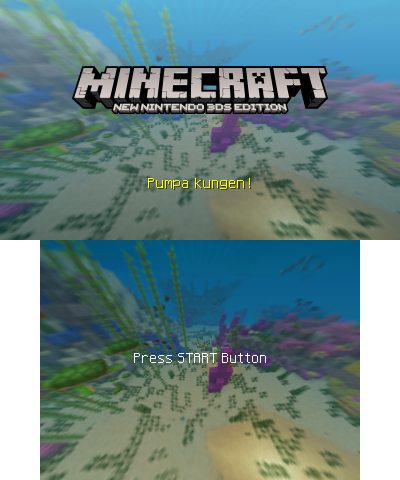 MINECRAFT
NEW NINTENDO 3DS EDITION
Pumpa kungen!
Press START Button